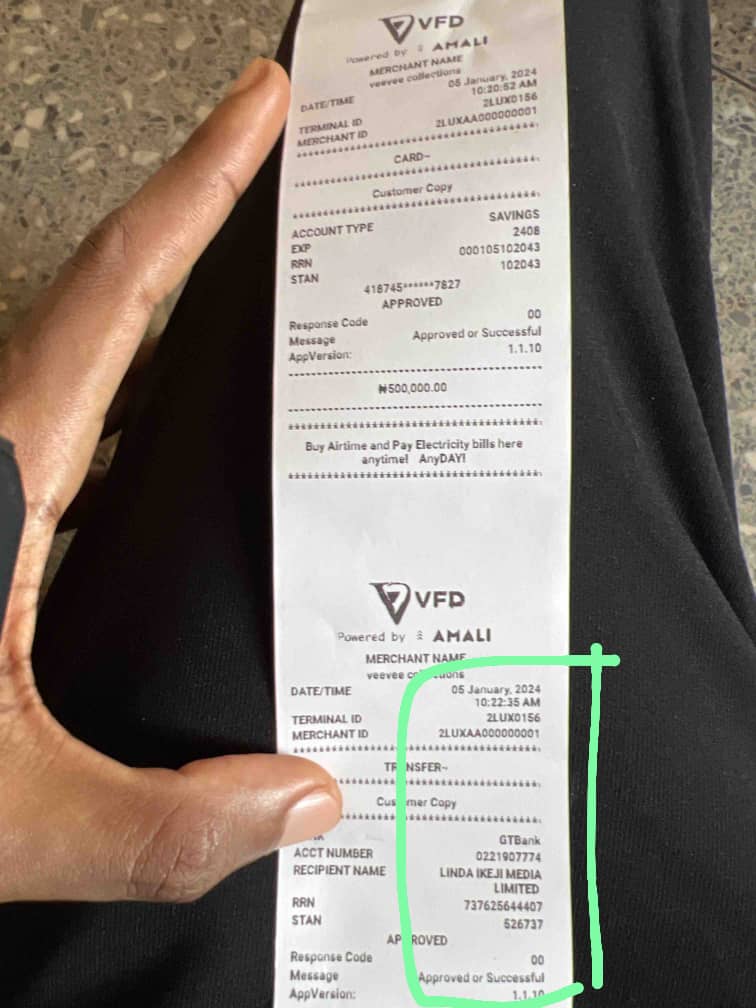 VFD
Powered by AMALI
MERCHANT NAME
veevee collections
DATE/TIME 05 January, 2024
10:20:52 AM
TERMINAL ID 2LUX0156
MERCHANT ID 2LUXAA000000001
****************************************
CARD~
****************************************
Customer Copy
****************************************
ACCOUNT TYPE SAVINGS
EXP 2408
RRN 000105102043
STAN 102043
418745******7827
APPROVED
Response Code 00
Message Approved or Successful
AppVersion: 1.1.10
----------------------------------------
₦500,000.00
----------------------------------------
****************************************
Buy Airtime and Pay Electricity bills here
anytime! AnyDAY!
****************************************
VFD
Powered by AMALI
MERCHANT NAME
veevee collections
DATE/TIME 05 January, 2024
10:22:35 AM
TERMINAL ID 2LUX0156
MERCHANT ID 2LUXAA000000001
****************************************
TRANSFER~
****************************************
Customer Copy
****************************************
GTBank
ACCT NUMBER 0221907774
RECIPIENT NAME LINDA IKEJI MEDIA
LIMITED
RRN 737625644407
STAN 526737
APPROVED
Response Code 00
Message Approved or Successful
AppVersion: 1.1.10